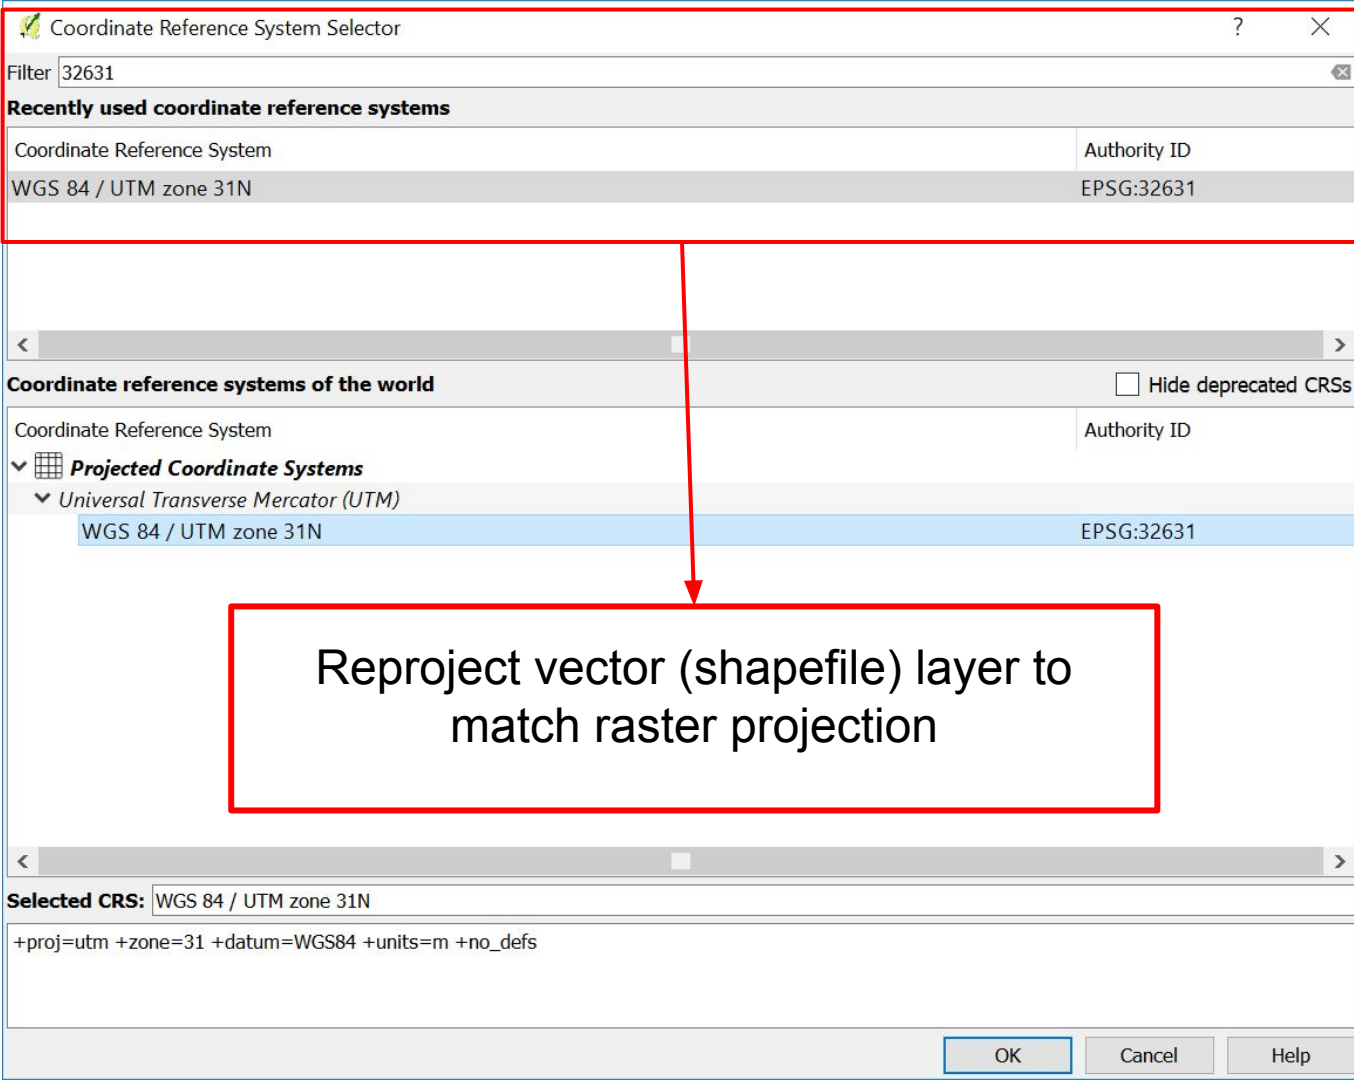 Coordinate Reference System Selector ?
Filter 32631
Recently used coordinate reference systems
Coordinate Reference System Authority ID
WGS 84 / UTM zone 31N EPSG:32631
Coordinate reference systems of the world Hide deprecated CRSs
Coordinate Reference System Authority ID
Projected Coordinate Systems
Universal Transverse Mercator (UTM)
WGS 84 / UTM zone 31N EPSG:32631
Reproject vector (shapefile) layer to
match raster projection
Selected CRS: WGS 84 / UTM zone 31N
+proj=utm +zone=31 +datum=WGS84 +units=m +no_defs
OK Cancel Help